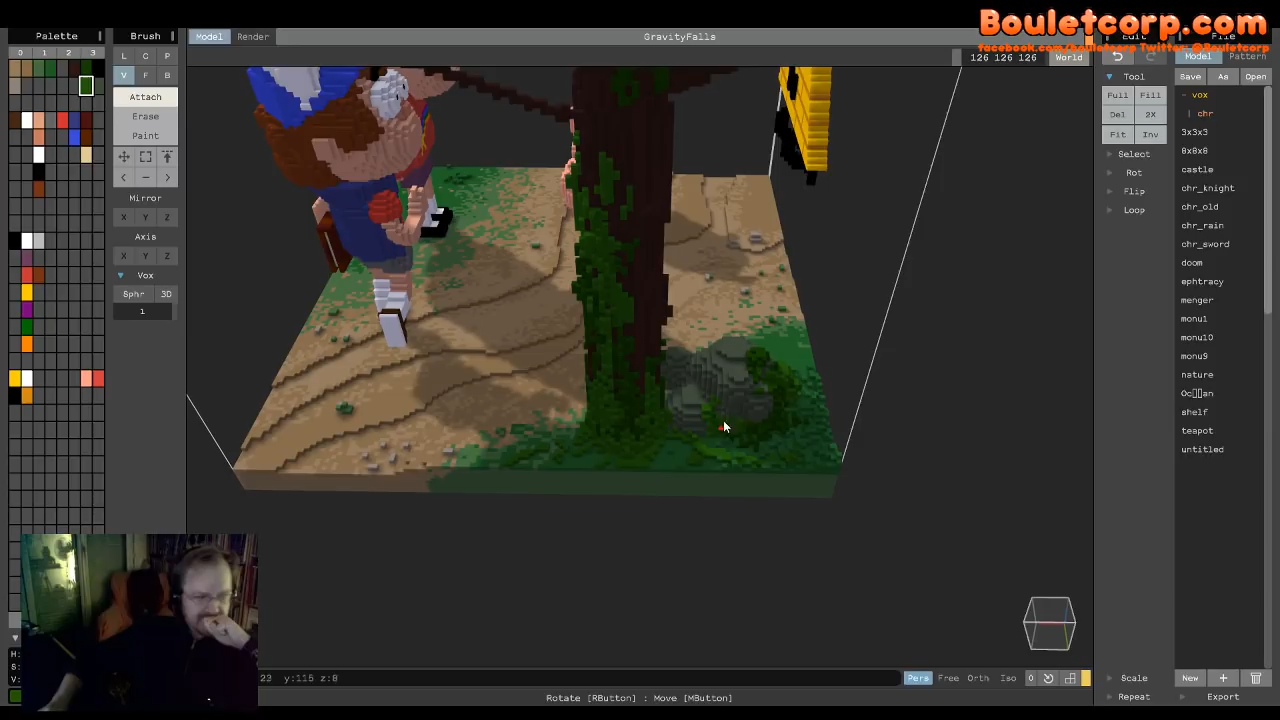 Bouletcorp.com
facebook.com/bouletcorp Twitter @Bouletcorp
Palette
Brush
Model
Render
GravityFalls
Edit
File
0 1 2 3
L C P
V F B
Attach
Erase
Paint
Mirror
X Y Z
Axis
X Y Z
Vox
Sphr 3D
1
126 126 126
World
Tool
Full Fill
Del 2X
Fit Inv
Select
Rot
Flip
Loop
Scale
Repeat
Model Pattern
Save As Open
- vox
| chr
3x3x3
8x8x8
castle
chr_knight
chr_old
chr_rain
chr_sword
doom
ephtracy
menger
monu1
monu10
monu9
nature
shelf
teapot
untitled
New +
Export
H:
S:
V:
23 y:115 z:8
Pers Free Orth Iso 0
Rotate [RButton] : Move [MButton]